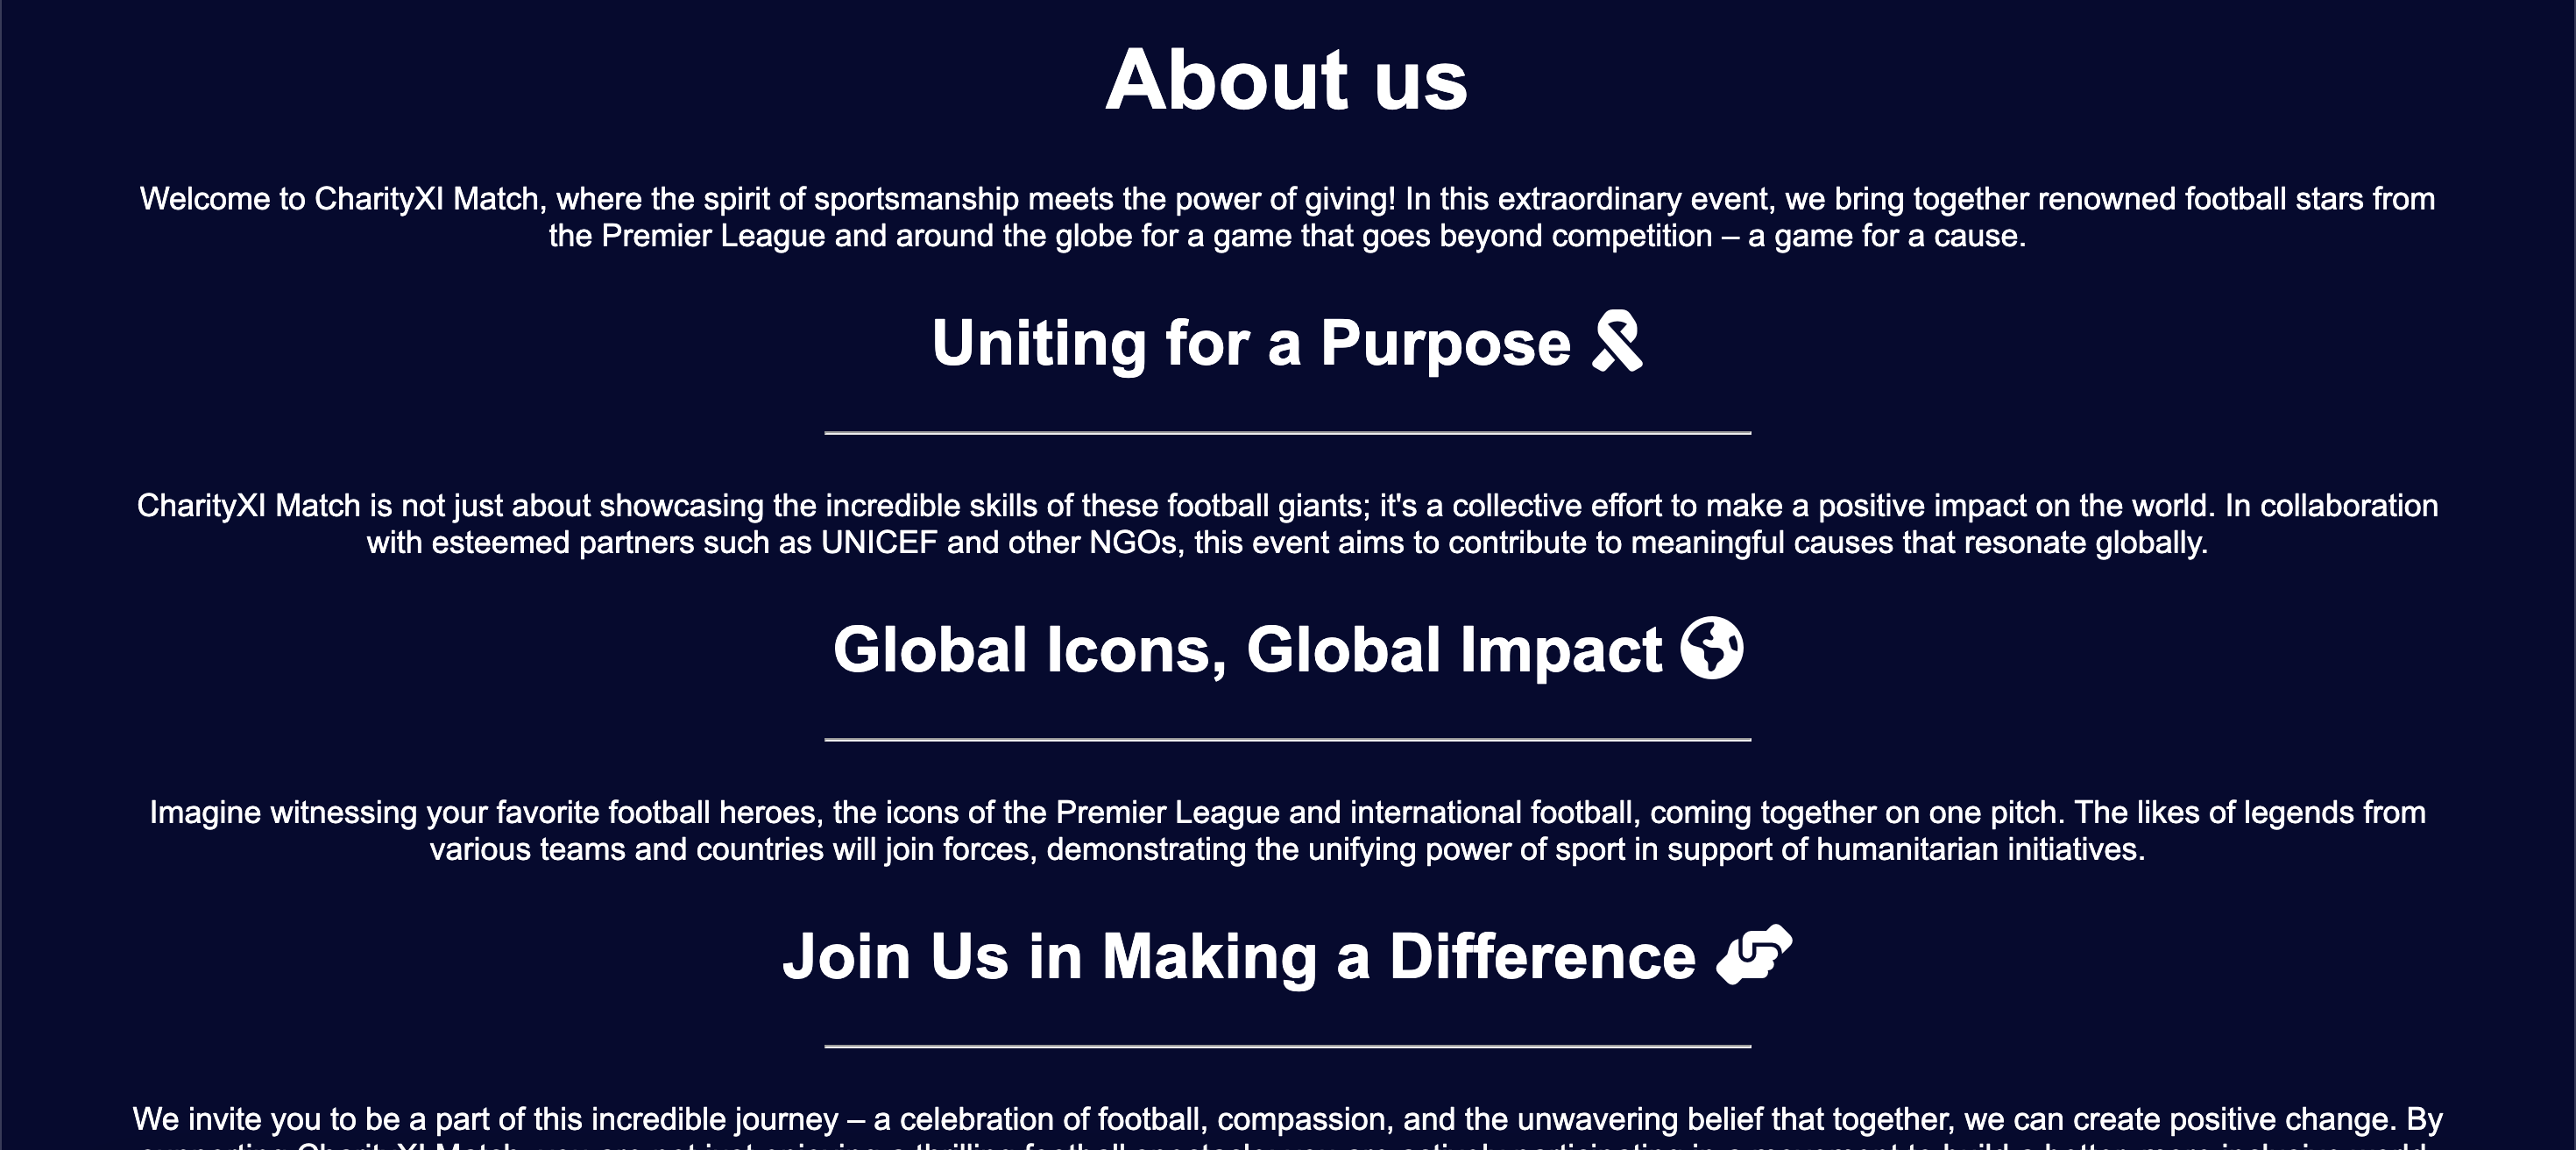 About us
Welcome to CharityXI Match, where the spirit of sportsmanship meets the power of giving! In this extraordinary event, we bring together renowned football stars from
the Premier League and around the globe for a game that goes beyond competition – a game for a cause.
Uniting for a Purpose
CharityXI Match is not just about showcasing the incredible skills of these football giants; it's a collective effort to make a positive impact on the world. In collaboration
with esteemed partners such as UNICEF and other NGOs, this event aims to contribute to meaningful causes that resonate globally.
Global Icons, Global Impact
Imagine witnessing your favorite football heroes, the icons of the Premier League and international football, coming together on one pitch. The likes of legends from
various teams and countries will join forces, demonstrating the unifying power of sport in support of humanitarian initiatives.
Join Us in Making a Difference
We invite you to be a part of this incredible journey – a celebration of football, compassion, and the unwavering belief that together, we can create positive change. By